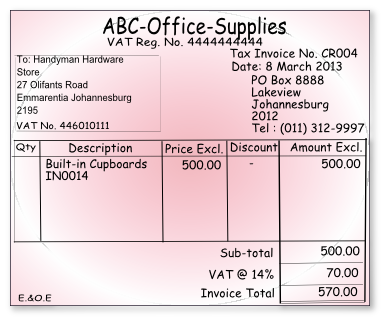 ABC-Office-Supplies
VAT Reg. No. 4444444444
Tax Invoice No. CR004
Date: 8 March 2013
PO Box 8888
Lakeview
Johannesburg
2012
Tel : (011) 312-9997
To: Handyman Hardware
Store
27 Olifants Road
Emmarentia Johannesburg
2195
VAT No. 446010111
Qty Description Price Excl. Discount Amount Excl.
Built-in Cupboards 500.00 - 500.00
IN0014
Sub-total 500.00
VAT @ 14% 70.00
Invoice Total 570.00
E.&O.E